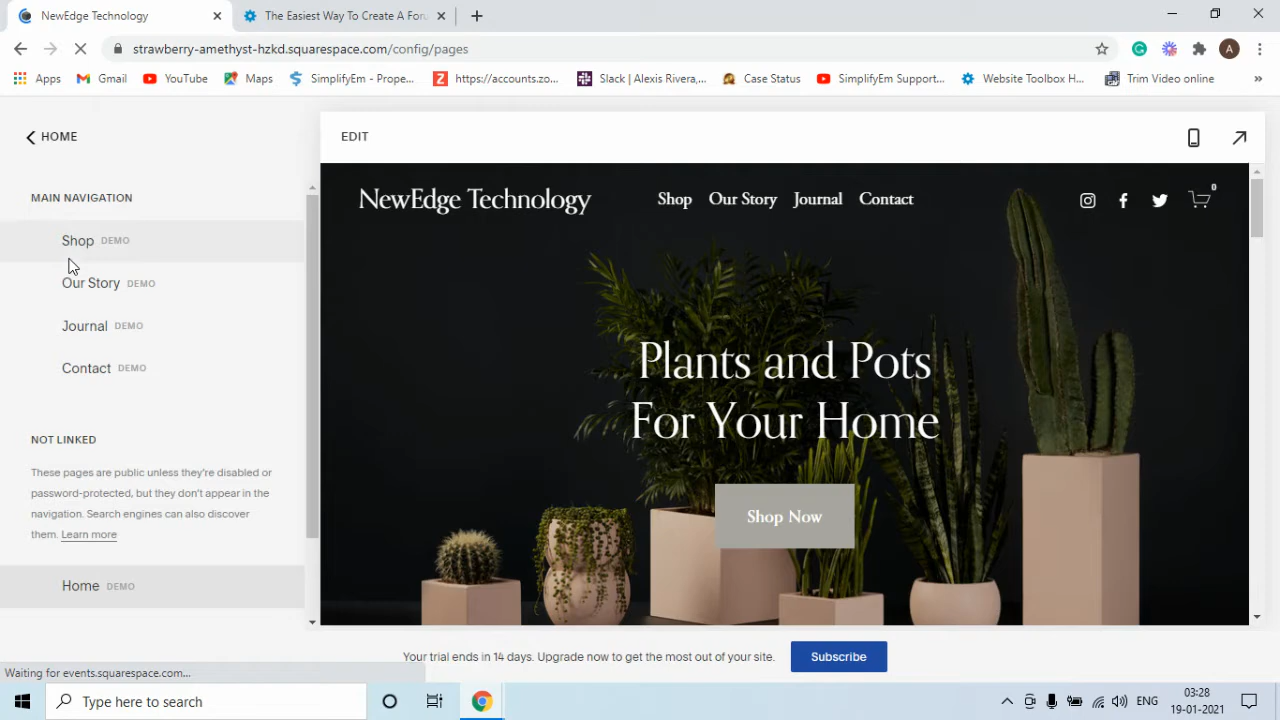 NewEdge Technology
The Easiest Way To Create A Foru
strawberry-amethyst-hzkd.squarespace.com/config/pages
A
Apps
Gmail
YouTube
Maps
SimplifyEm - Prope...
https://accounts.zo...
Slack | Alexis Rivera,...
Case Status
SimplifyEm Support...
Website Toolbox H...
Trim Video online
»
HOME
EDIT
MAIN NAVIGATION
Shop DEMO
Our Story DEMO
Journal DEMO
Contact DEMO
NOT LINKED
These pages are public unless they're disabled or
password-protected, but they don't appear in the
navigation. Search engines can also discover
them. Learn more
Home DEMO
NewEdge Technology
Shop Our Story Journal Contact
0
Plants and Pots
For Your Home
Shop Now
Your trial ends in 14 days. Upgrade now to get the most out of your site.
Subscribe
Waiting for events.squarespace.com...
Type here to search
ENG
03:28
19-01-2021